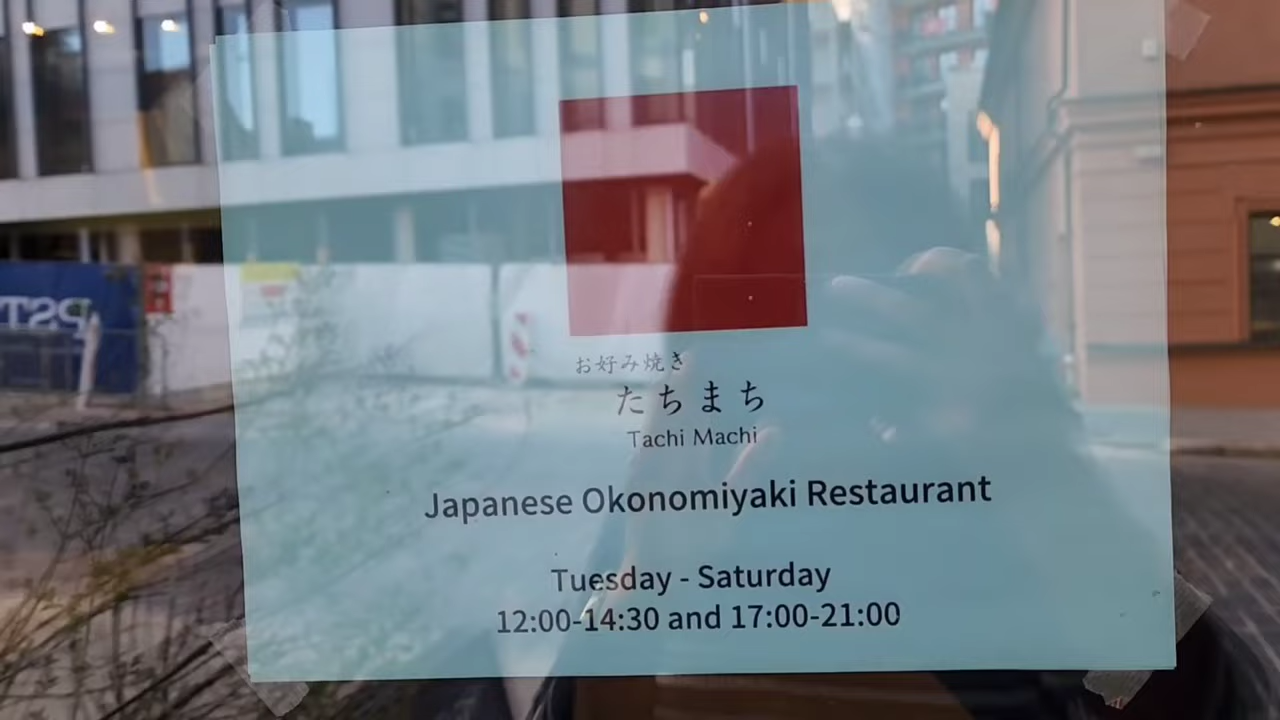 お好み焼き
たちまち
Tachi Machi
Japanese Okonomiyaki Restaurant
Tuesday - Saturday
12:00-14:30 and 17:00-21:00